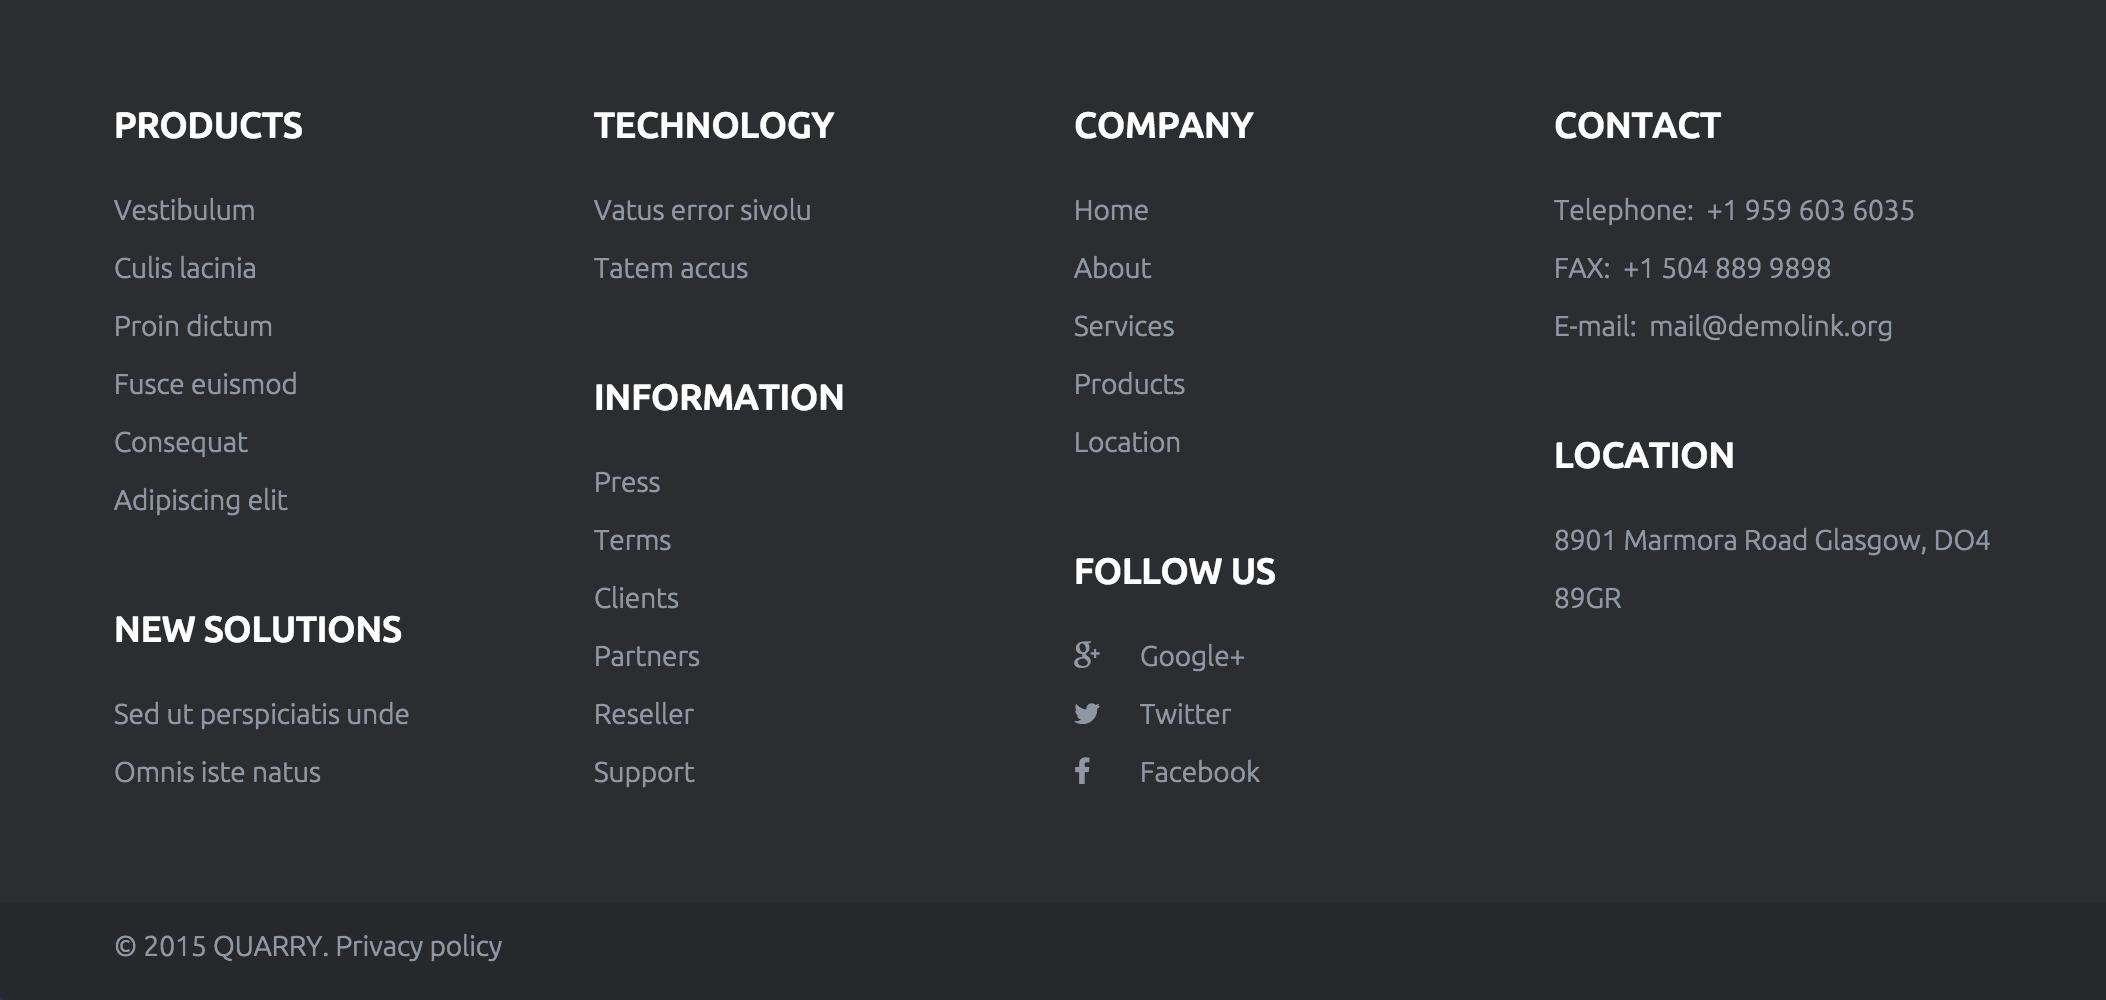 PRODUCTS
Vestibulum
Culis lacinia
Proin dictum
Fusce euismod
Consequat
Adipiscing elit
NEW SOLUTIONS
Sed ut perspiciatis unde
Omnis iste natus
TECHNOLOGY
Vatus error sivolu
Tatem accus
INFORMATION
Press
Terms
Clients
Partners
Reseller
Support
COMPANY
Home
About
Services
Products
Location
FOLLOW US
Google+
Twitter
Facebook
CONTACT
Telephone: +1 959 603 6035
FAX: +1 504 889 9898
E-mail: mail@demolink.org
LOCATION
8901 Marmora Road Glasgow, DO4
89GR
© 2015 QUARRY. Privacy policy